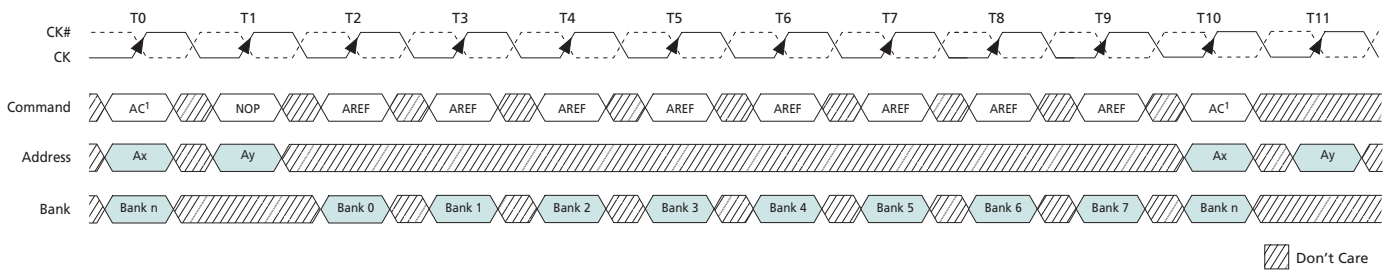 T0 T1 T2 T3 T4 T5 T6 T7 T8 T9 T10 T11
CK#
CK
Command AC¹ NOP AREF AREF AREF AREF AREF AREF AREF AREF AC¹
Address Ax Ay Ax Ay
Bank Bank n Bank 0 Bank 1 Bank 2 Bank 3 Bank 4 Bank 5 Bank 6 Bank 7 Bank n
Don't Care